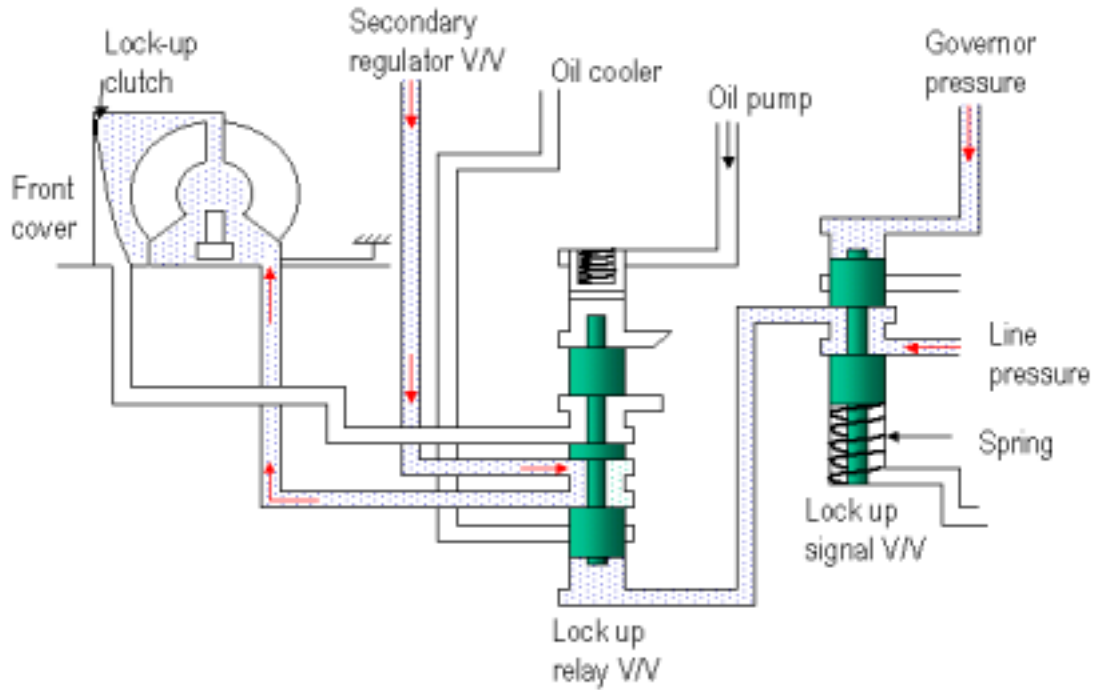 Lock-up
clutch
Secondary
regulator V/V
Oil cooler
Oil pump
Governor
pressure
Front
cover
Line
pressure
Spring
Lock up
signal V/V
Lock up
relay V/V